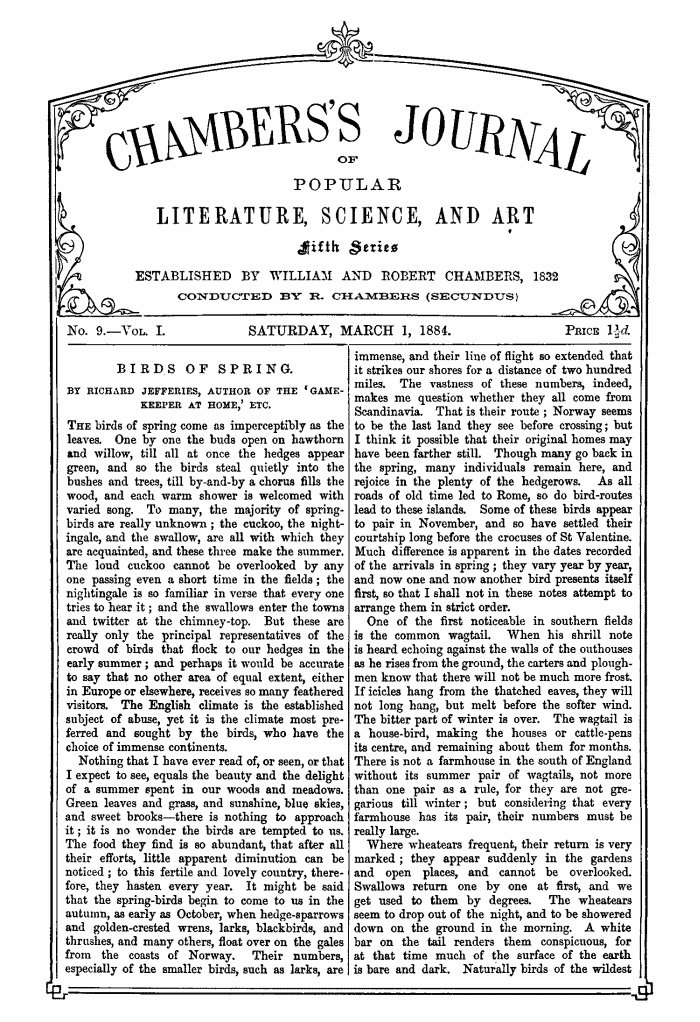 CHAMBERS'S JOURNAL
OF
POPULAR
LITERATURE, SCIENCE, AND ART
Fifth Series
ESTABLISHED BY WILLIAM AND ROBERT CHAMBERS, 1832
CONDUCTED BY R. CHAMBERS (SECUNDUS)
No. 9.—Vol. I.
SATURDAY, MARCH 1, 1884.
Price 1½d.
BIRDS OF SPRING.
BY RICHARD JEFFERIES, AUTHOR OF THE 'GAME-
KEEPER AT HOME,' ETC.
The birds of spring come as imperceptibly as the
leaves. One by one the buds open on hawthorn
and willow, till all at once the hedges appear
green, and so the birds steal quietly into the
bushes and trees, till by-and-by a chorus fills the
wood, and each warm shower is welcomed with
varied song. To many, the majority of spring-
birds are really unknown; the cuckoo, the night-
ingale, and the swallow, are all with which they
are acquainted, and these three make the summer.
The loud cuckoo cannot be overlooked by any
one passing even a short time in the fields; the
nightingale is so familiar in verse that every one
tries to hear it; and the swallows enter the towns
and twitter at the chimney-top. But these are
really only the principal representatives of the
crowd of birds that flock to our hedges in the
early summer; and perhaps it would be accurate
to say that no other area of equal extent, either
in Europe or elsewhere, receives so many feathered
visitors. The English climate is the established
subject of abuse, yet it is the climate most pre-
ferred and sought by the birds, who have the
choice of immense continents.
Nothing that I have ever read of, or seen, or that
I expect to see, equals the beauty and the delight
of a summer spent in our woods and meadows.
Green leaves and grass, and sunshine, blue skies,
and sweet brooks—there is nothing to approach
it; it is no wonder the birds are tempted to us.
The food they find is so abundant, that after all
their efforts, little apparent diminution can be
noticed; to this fertile and lovely country, there-
fore, they hasten every year. It might be said
that the spring-birds begin to come to us in the
autumn, as early as October, when hedge-sparrows
and golden-crested wrens, larks, blackbirds, and
thrushes, and many others, float over on the gales
from the coasts of Norway. Their numbers,
especially of the smaller birds, such as larks, are
immense, and their line of flight so extended that
it strikes our shores for a distance of two hundred
miles. The vastness of these numbers, indeed,
makes me question whether they all come from
Scandinavia. That is their route; Norway seems
to be the last land they see before crossing; but
I think it possible that their original homes may
have been farther still. Though many go back in
the spring, many individuals remain here, and
rejoice in the plenty of the hedgerows. As all
roads of old time led to Rome, so do bird-routes
lead to these islands. Some of these birds appear
to pair in November, and so have settled their
courtship long before the crocuses of St Valentine.
Much difference is apparent in the dates recorded
of the arrivals in spring; they vary year by year,
and now one and now another bird presents itself
first, so that I shall not in these notes attempt to
arrange them in strict order.
One of the first noticeable in southern fields
is the common wagtail. When his shrill note
is heard echoing against the walls of the outhouses
as he rises from the ground, the carters and plough-
men know that there will not be much more frost.
If icicles hang from the thatched eaves, they will
not long hang, but melt before the softer wind.
The bitter part of winter is over. The wagtail is
a house-bird, making the houses or cattle-pens
its centre, and remaining about them for months.
There is not a farmhouse in the south of England
without its summer pair of wagtails, not more
than one pair as a rule, for they are not gre-
garious till winter; but considering that every
farmhouse has its pair, their numbers must be
really large.
Where wheatears frequent, their return is very
marked; they appear suddenly in the gardens
and open places, and cannot be overlooked.
Swallows return one by one at first, and we
get used to them by degrees. The wheatears
seem to drop out of the night, and to be showered
down on the ground in the morning. A white
bar on the tail renders them conspicuous, for
at that time much of the surface of the earth
is bare and dark. Naturally birds of the wildest